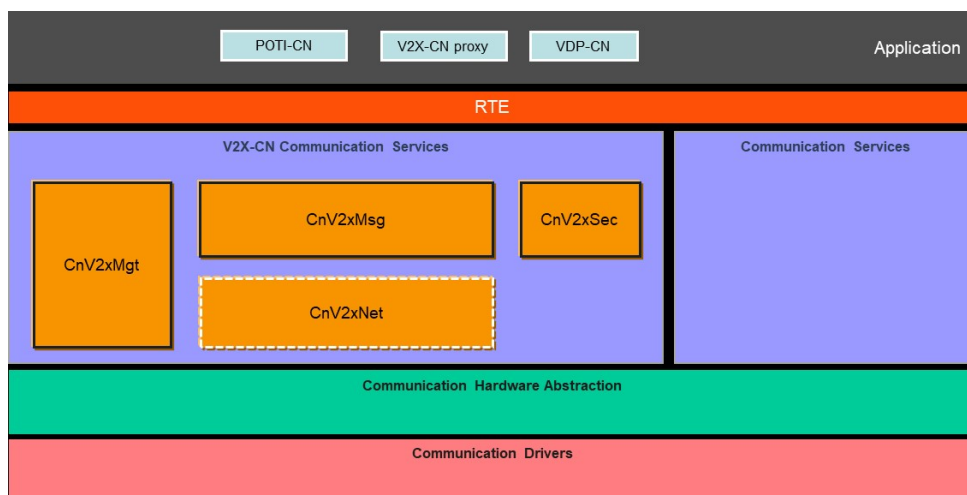 POTI-CN
V2X-CN proxy
VDP-CN
Application
RTE
V2X-CN Communication Services
Communication Services
CnV2xMsg
CnV2xSec
CnV2xMgt
CnV2xNet
Communication Hardware Abstraction
Communication Drivers